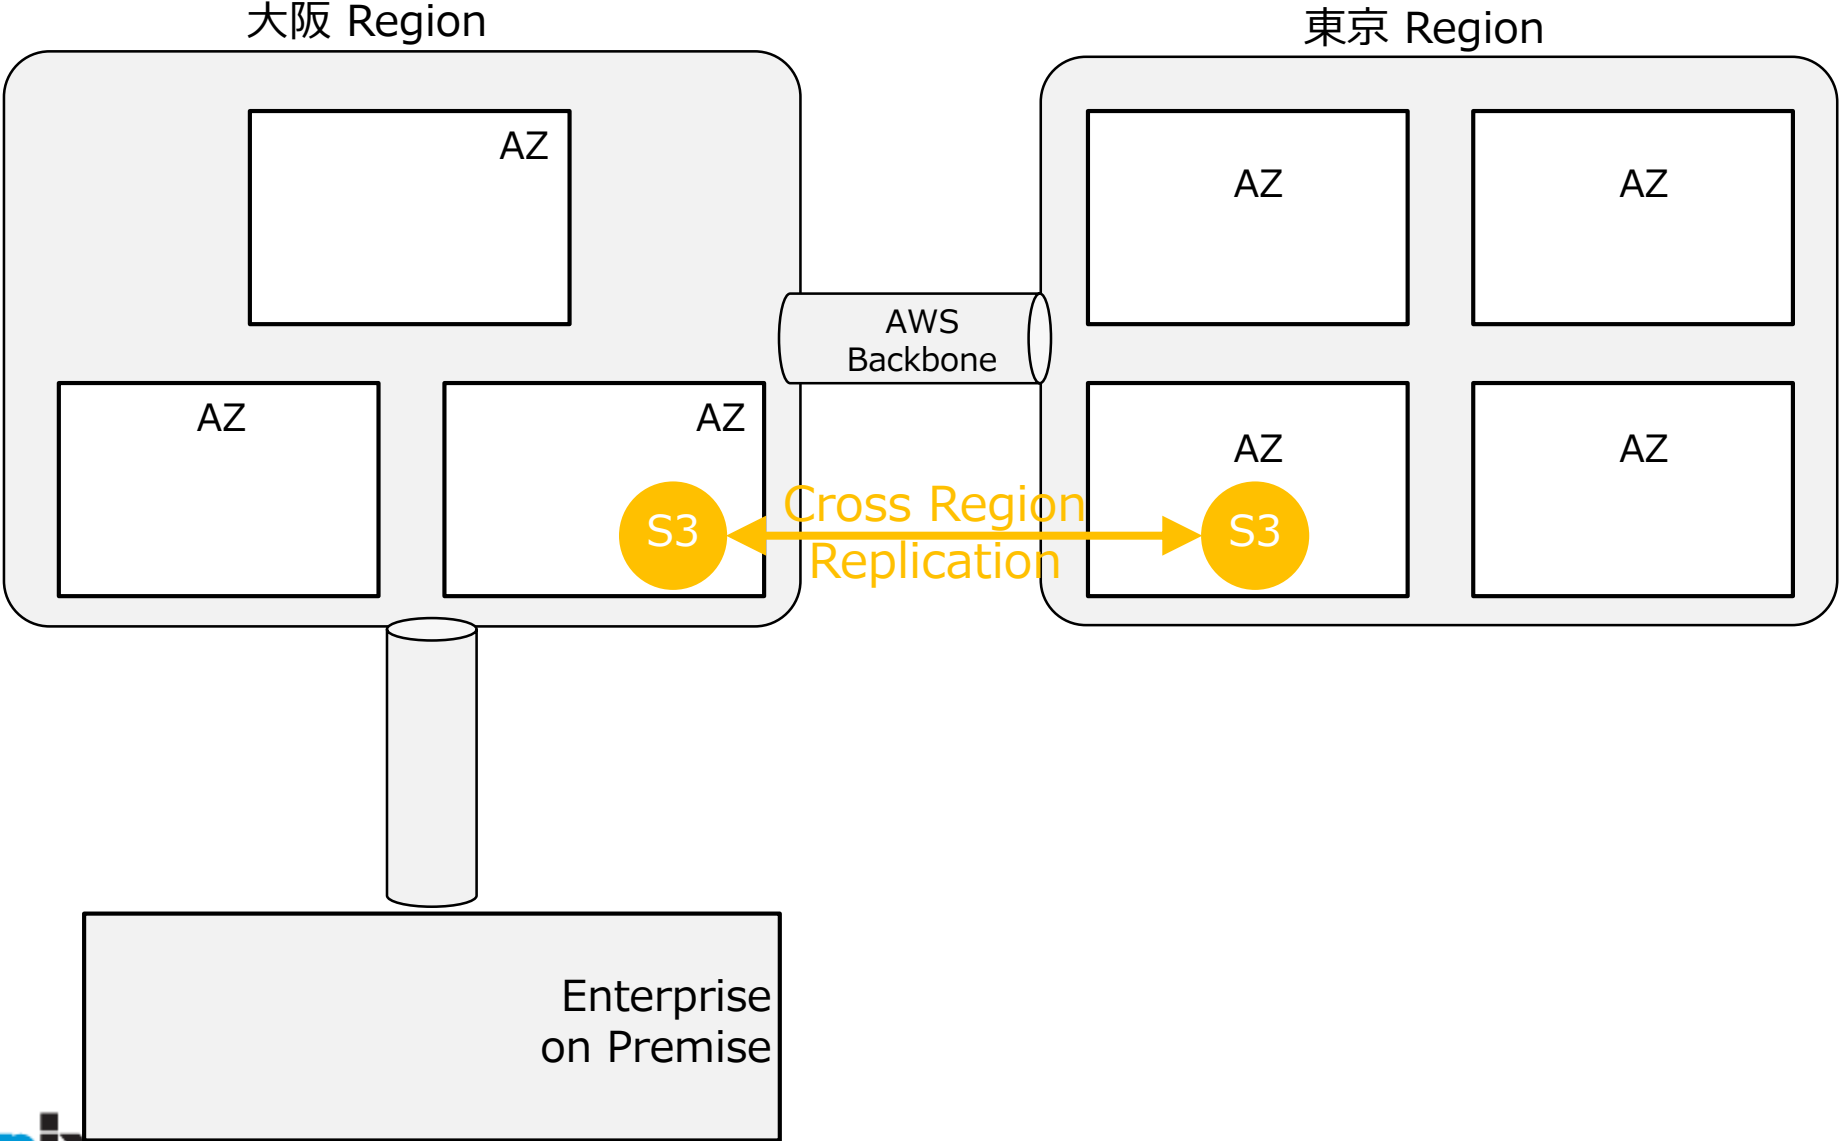 大阪 Region
東京 Region
AZ
AZ
AZ
AWS
Backbone
AZ
AZ
AZ
AZ
Cross Region
Replication
S3
S3
Enterprise
on Premise